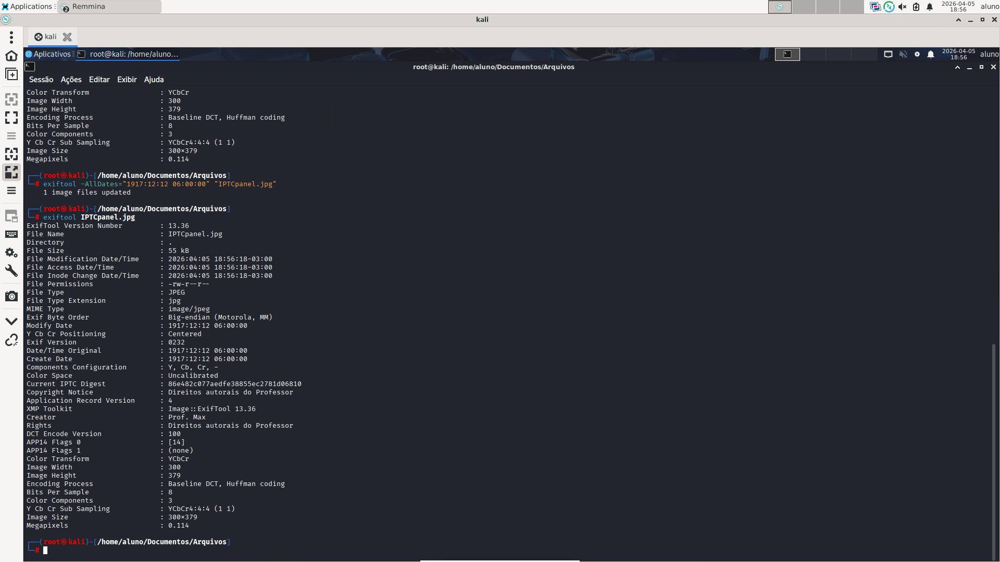 Applications
Remmina
2026-04-05
18:56
aluno
kali
kali
Aplicativos
root@kali: /home/aluno...
2026-04-05
18:56
aluno
root@kali: /home/aluno/Documentos/Arquivos
Sessão Ações Editar Exibir Ajuda
Color Transform : YCbCr
Image Width : 300
Image Height : 379
Encoding Process : Baseline DCT, Huffman coding
Bits Per Sample : 8
Color Components : 3
Y Cb Cr Sub Sampling : YCbCr4:4:4 (1 1)
Image Size : 300×379
Megapixels : 0.114
┌──(root㉿kali)-[/home/aluno/Documentos/Arquivos]
└─# exiftool -AllDates="1917:12:12 06:00:00" "IPTCpanel.jpg"
1 image files updated
┌──(root㉿kali)-[/home/aluno/Documentos/Arquivos]
└─# exiftool IPTCpanel.jpg
ExifTool Version Number : 13.36
File Name : IPTCpanel.jpg
Directory : .
File Size : 55 kB
File Modification Date/Time : 2026:04:05 18:56:18-03:00
File Access Date/Time : 2026:04:05 18:56:18-03:00
File Inode Change Date/Time : 2026:04:05 18:56:18-03:00
File Permissions : -rw-r--r--
File Type : JPEG
File Type Extension : jpg
MIME Type : image/jpeg
Exif Byte Order : Big-endian (Motorola, MM)
Modify Date : 1917:12:12 06:00:00
Y Cb Cr Positioning : Centered
Exif Version : 0232
Date/Time Original : 1917:12:12 06:00:00
Create Date : 1917:12:12 06:00:00
Components Configuration : Y, Cb, Cr, -
Color Space : Uncalibrated
Current IPTC Digest : 86e482c077aedfe38855ec2781d06810
Copyright Notice : Direitos autorais do Professor
Application Record Version : 4
XMP Toolkit : Image::ExifTool 13.36
Creator : Prof. Max
Rights : Direitos autorais do Professor
DCT Encode Version : 100
APP14 Flags 0 : [14]
APP14 Flags 1 : (none)
Color Transform : YCbCr
Image Width : 300
Image Height : 379
Encoding Process : Baseline DCT, Huffman coding
Bits Per Sample : 8
Color Components : 3
Y Cb Cr Sub Sampling : YCbCr4:4:4 (1 1)
Image Size : 300×379
Megapixels : 0.114
┌──(root㉿kali)-[/home/aluno/Documentos/Arquivos]
└─#